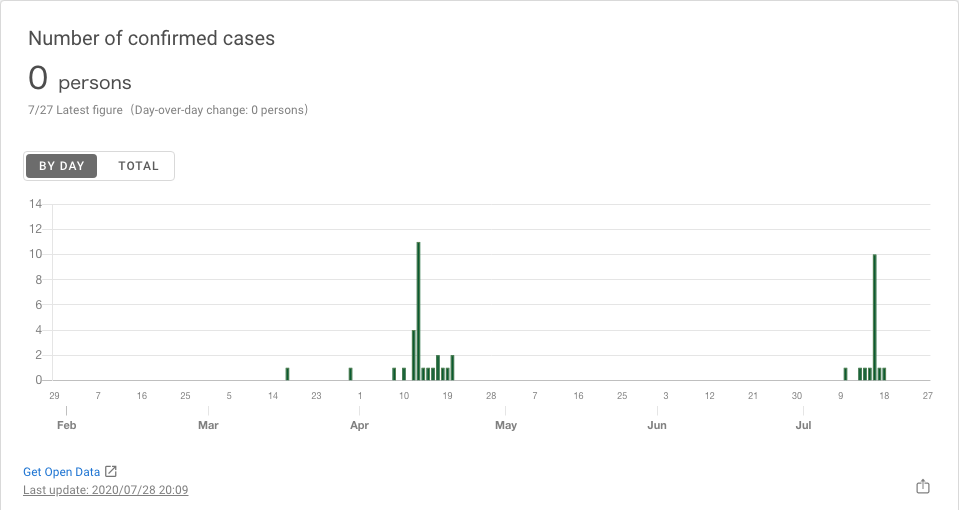 Number of confirmed cases
0 persons
7/27 Latest figure（Day-over-day change: 0 persons）
BY DAY TOTAL
14
12
10
8
6
4
2
0
29 7 16 25 5 14 23 1 10 19 28 7 16 25 3 12 21 30 9 18 27
Feb Mar Apr May Jun Jul
Get Open Data
Last update: 2020/07/28 20:09